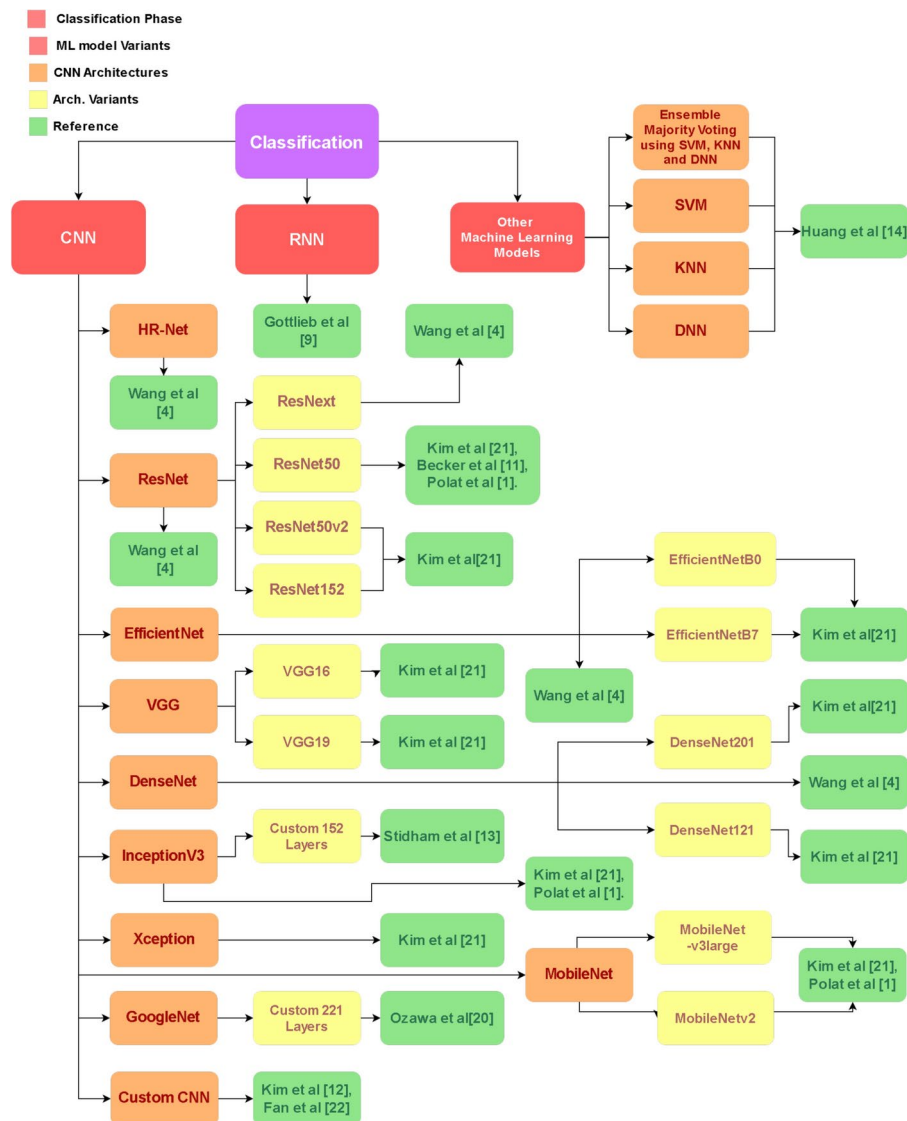 Classification Phase
ML model Variants
CNN Architectures
Arch. Variants
Reference
Classification
CNN
RNN
Other
Machine Learning
Models
Ensemble
Majority Voting
using SVM, KNN
and DNN
SVM
KNN
DNN
Huang et al [14]
HR-Net
Wang et al
[4]
Gottlieb et al
[9]
Wang et al [4]
ResNet
Wang et al
[4]
ResNext
ResNet50
Kim et al [21],
Becker et al [11],
Polat et al [1].
ResNet50v2
ResNet152
Kim et al[21]
EfficientNet
EfficientNetB0
EfficientNetB7
Kim et al[21]
Wang et al [4]
VGG
VGG16
Kim et al [21]
VGG19
Kim et al [21]
DenseNet
DenseNet201
Kim et al[21]
Wang et al [4]
DenseNet121
Kim et al [21]
InceptionV3
Custom 152
Layers
Stidham et al [13]
Kim et al [21],
Polat et al [1].
Xception
Kim et al [21]
MobileNet
MobileNet
-v3large
MobileNetv2
Kim et al [21],
Polat et al [1]
GoogleNet
Custom 221
Layers
Ozawa et al[20]
Custom CNN
Kim et al [12],
Fan et al [22]